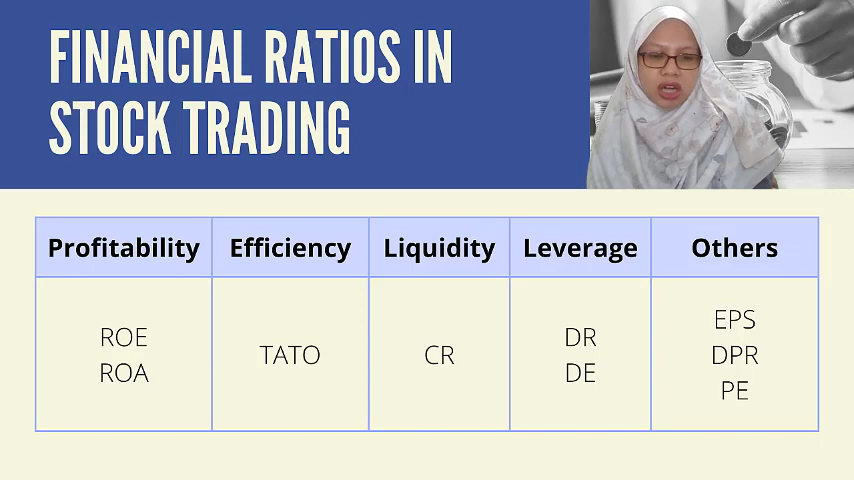 FINANCIAL RATIOS IN
STOCK TRADING
Profitability Efficiency Liquidity Leverage Others
ROE
ROA
TATO
CR
DR
DE
EPS
DPR
PE